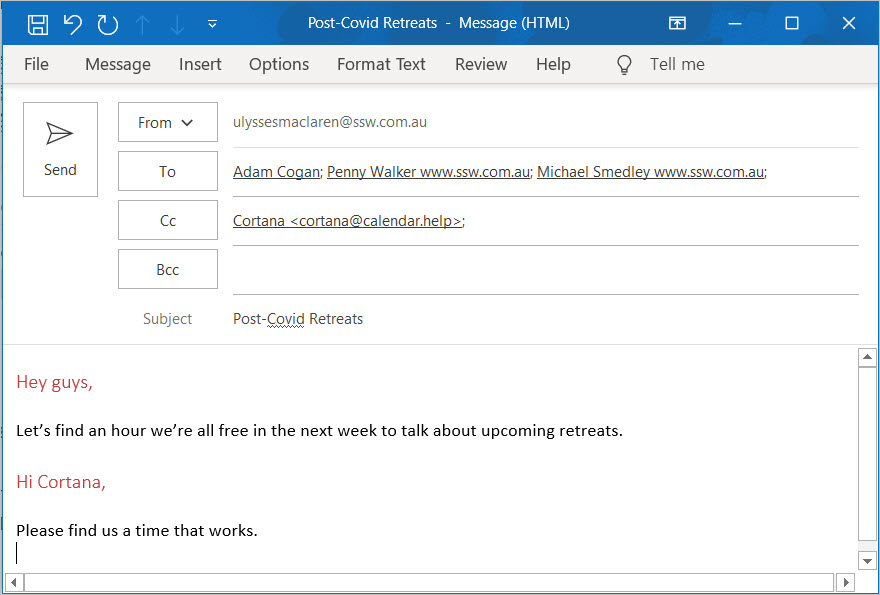 Post-Covid Retreats - Message (HTML)
File Message Insert Options Format Text Review Help Tell me
From ulyssesmaclaren@ssw.com.au
Send
To Adam Cogan; Penny Walker www.ssw.com.au; Michael Smedley www.ssw.com.au;
Cc Cortana <cortana@calendar.help>;
Bcc
Subject Post-Covid Retreats
Hey guys,
Let’s find an hour we’re all free in the next week to talk about upcoming retreats.
Hi Cortana,
Please find us a time that works.